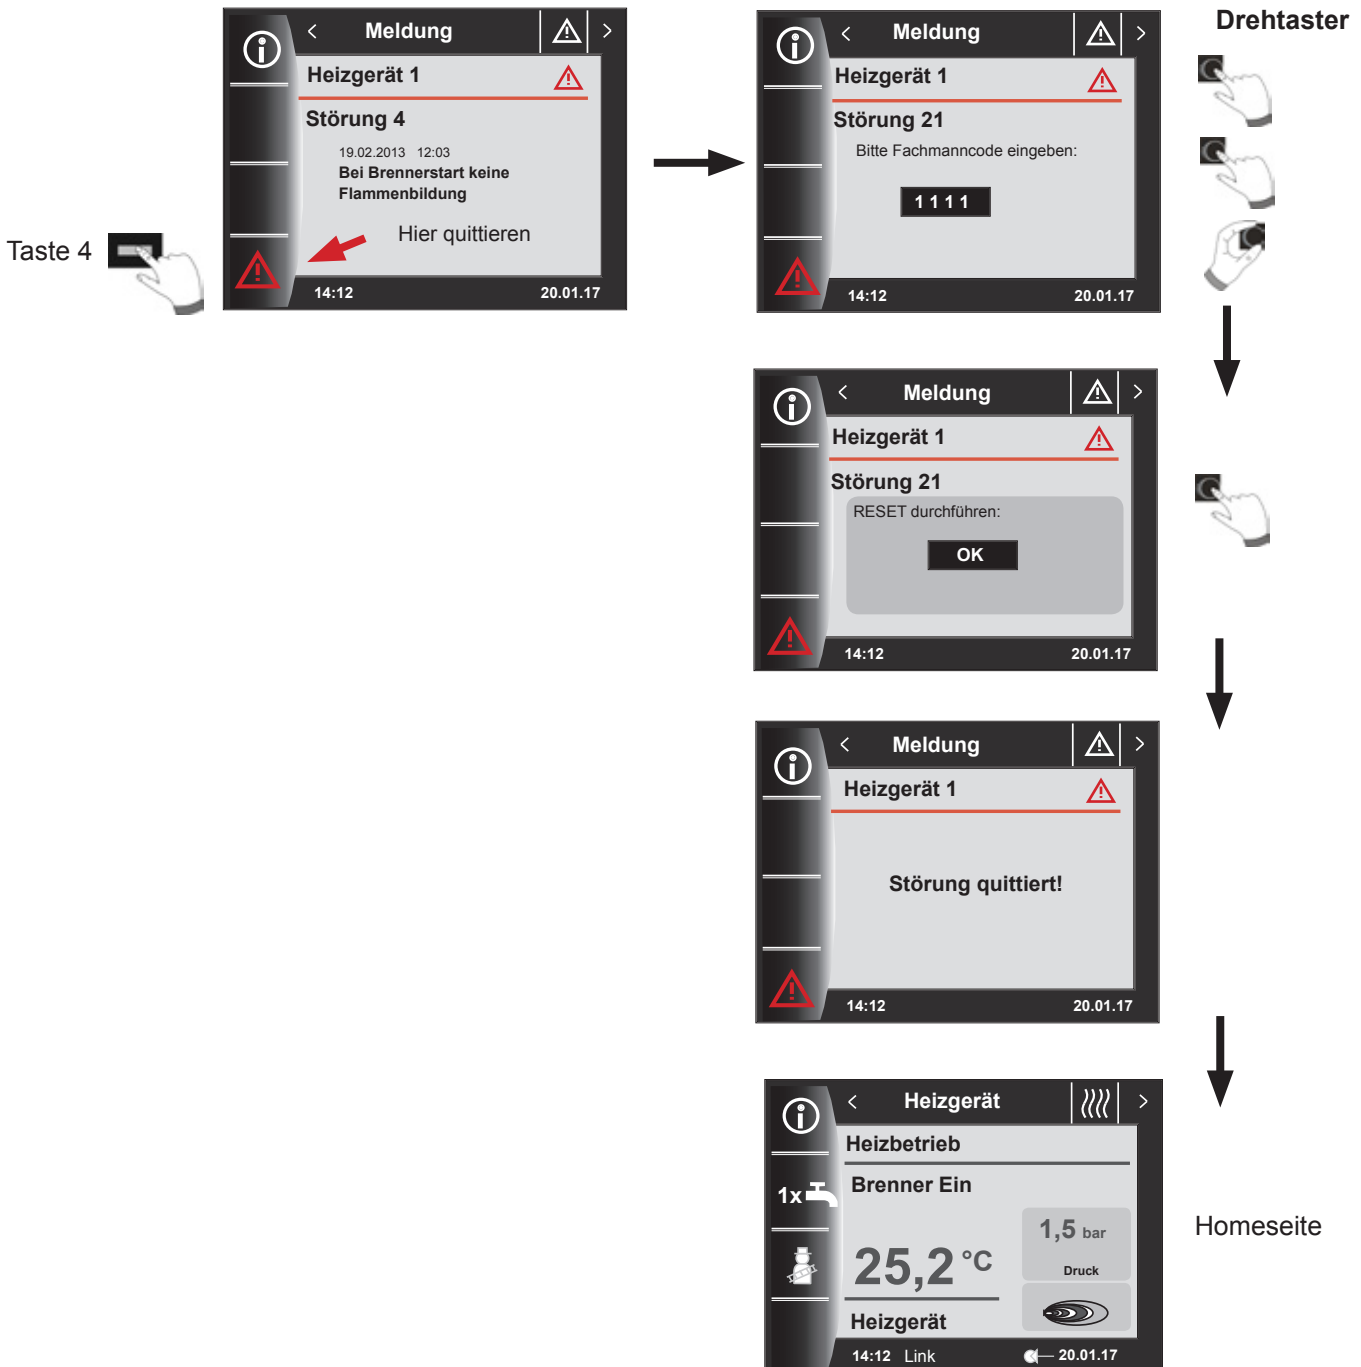 Meldung
Heizgerät 1
Störung 4
19.02.2013 12:03
Bei Brennerstart keine
Flammenbildung
Hier quittieren
14:12 20.01.17
Taste 4
Meldung
Heizgerät 1
Störung 21
Bitte Fachmanncode eingeben:
1 1 1 1
14:12 20.01.17
Drehtaster
Meldung
Heizgerät 1
Störung 21
RESET durchführen:
OK
14:12 20.01.17
Meldung
Heizgerät 1
Störung quittiert!
14:12 20.01.17
Heizgerät
Heizbetrieb
1x
Brenner Ein
1,5 bar
Druck
25,2 °C
Heizgerät
14:12 Link 20.01.17
Homeseite